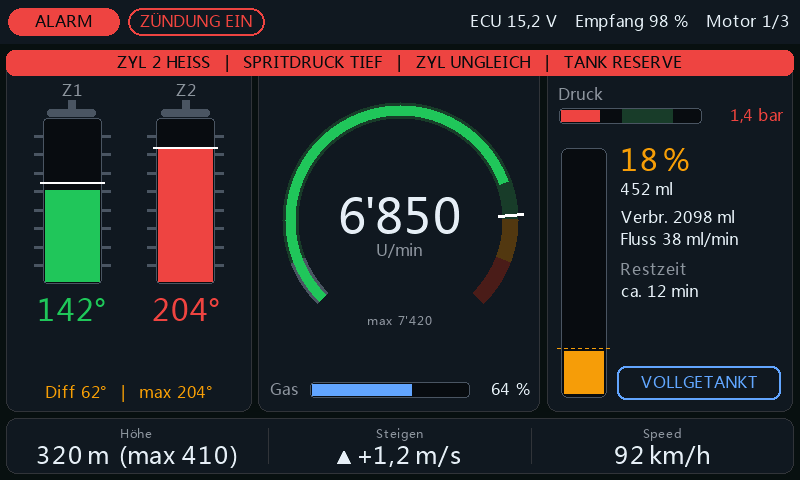 ALARM ZÜNDUNG EIN ECU 15,2 V Empfang 98 % Motor 1/3
ZYL 2 HEISS | SPRITDRUCK TIEF | ZYL UNGLEICH | TANK RESERVE
Z1 Z2
142° 204°
Diff 62° | max 204°
6'850
U/min
max 7'420
Gas 64 %
Druck
1,4 bar
18 %
452 ml
Verbr. 2098 ml
Fluss 38 ml/min
Restzeit
ca. 12 min
VOLLGETANKT
Höhe
320 m (max 410)
Steigen
▲ +1,2 m/s
Speed
92 km/h